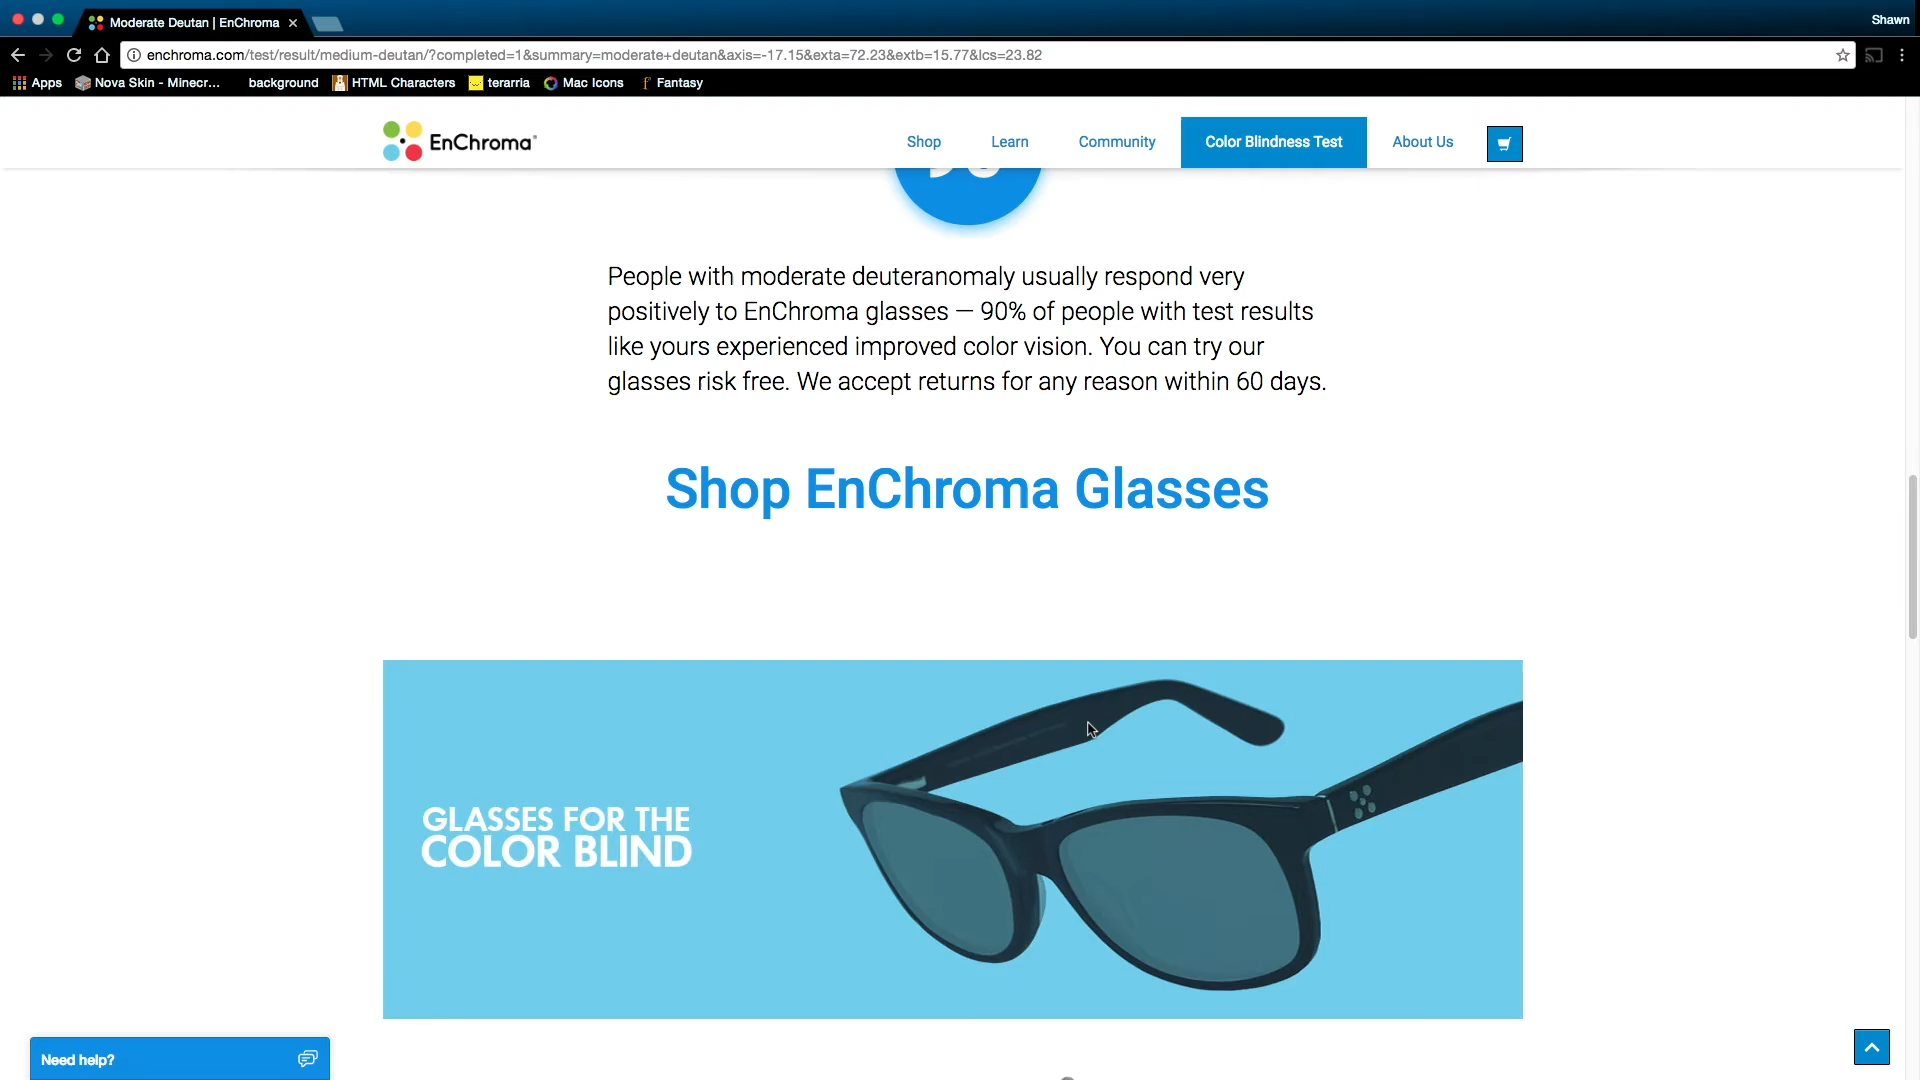 Moderate Deutan | EnChroma
Shawn
enchroma.com/test/result/medium-deutan/?completed=1&summary=moderate+deutan&axis=-17.15&exta=72.23&extb=15.77&lcs=23.82
Apps Nova Skin - Minecr... background HTML Characters terarria Mac Icons Fantasy
EnChroma Shop Learn Community Color Blindness Test About Us
People with moderate deuteranomaly usually respond very
positively to EnChroma glasses — 90% of people with test results
like yours experienced improved color vision. You can try our
glasses risk free. We accept returns for any reason within 60 days.
Shop EnChroma Glasses
GLASSES FOR THE
COLOR BLIND
Need help?